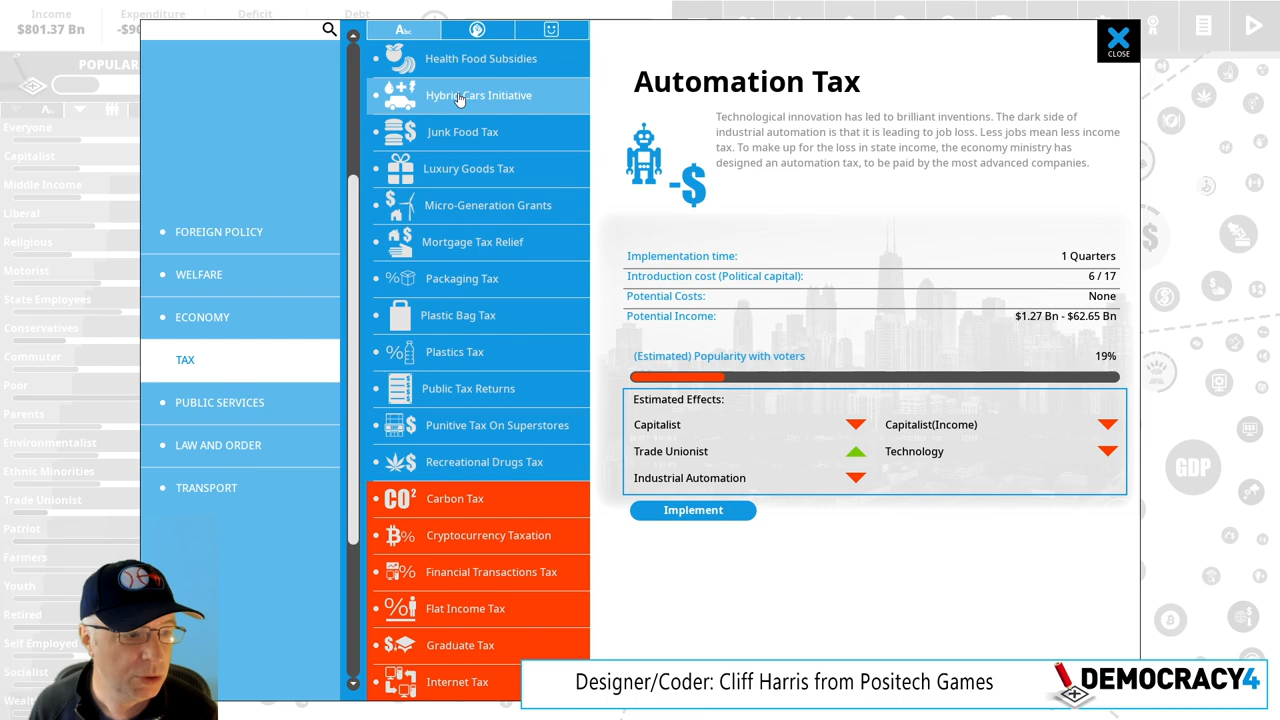 Income
Expenditure
Deficit
Debt
$801.37 Bn
-$90
POPULAR
Everyone
Capitalist
Middle Income
Liberal
Religious
Motorist
State Employees
Conservatives
Commuter
Poor
Parents
Environmentalist
Ethnic Minorities
Trade Unionist
Patriot
Farmers
Youth
Retired
Self Employed
Socialist
Wealt
FOREIGN POLICY
WELFARE
ECONOMY
TAX
PUBLIC SERVICES
LAW AND ORDER
TRANSPORT
Abc
Health Food Subsidies
Hybrid Cars Initiative
Junk Food Tax
Luxury Goods Tax
Micro-Generation Grants
Mortgage Tax Relief
Packaging Tax
Plastic Bag Tax
Plastics Tax
Public Tax Returns
Punitive Tax On Superstores
Recreational Drugs Tax
CO² Carbon Tax
Cryptocurrency Taxation
Financial Transactions Tax
Flat Income Tax
Graduate Tax
Internet Tax
CLOSE
Automation Tax
Technological innovation has led to brilliant inventions. The dark side of
industrial automation is that it is leading to job loss. Less jobs mean less income
tax. To make up for the loss in state income, the economy ministry has
designed an automation tax, to be paid by the most advanced companies.
-$
Implementation time: 1 Quarters
Introduction cost (Political capital): 6 / 17
Potential Costs: None
Potential Income: $1.27 Bn - $62.65 Bn
(Estimated) Popularity with voters 19%
Estimated Effects:
Capitalist Capitalist(Income)
Trade Unionist Technology
Industrial Automation
Implement
GDP
Designer/Coder: Cliff Harris from Positech Games
DEMOCRACY4